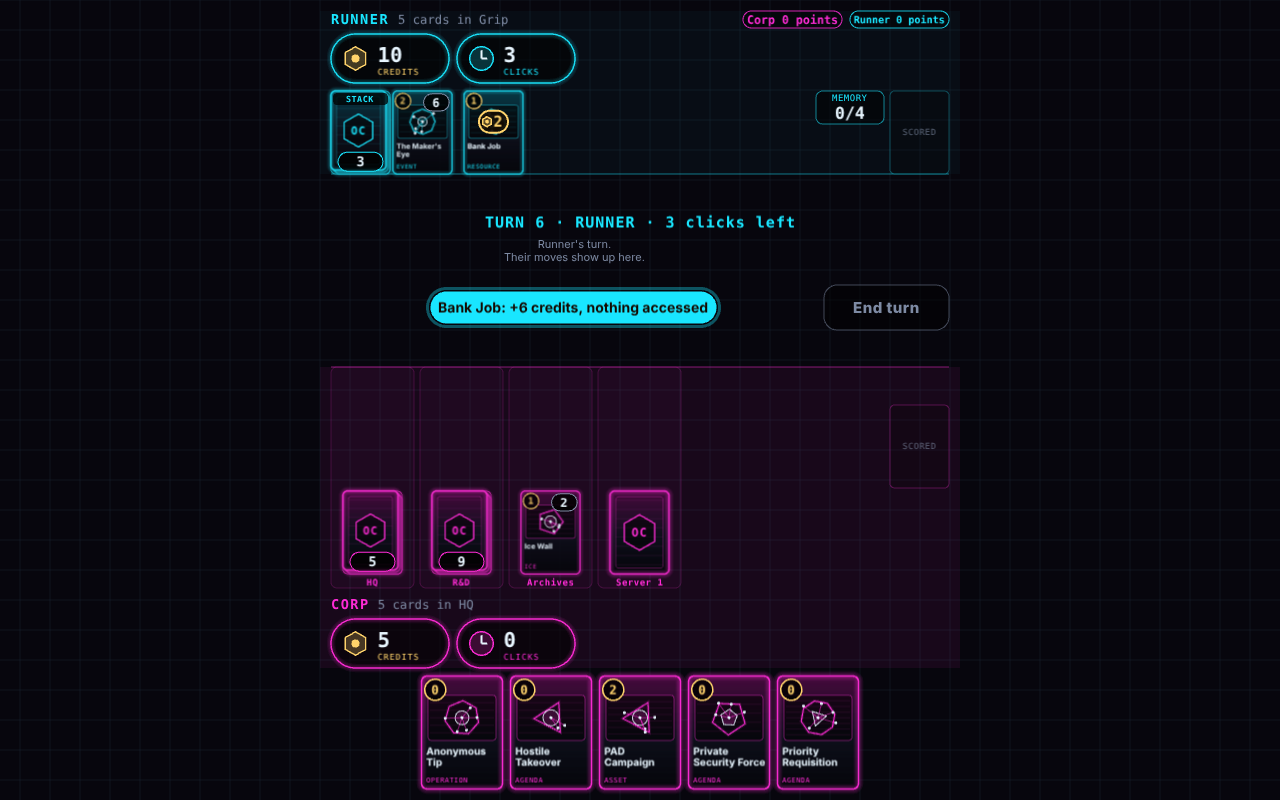 RUNNER 5 cards in Grip
Corp 0 points
Runner 0 points
10
CREDITS
3
CLICKS
STACK
OC
3
2
6
The Maker's
Eye
EVENT
1
2
Bank Job
RESOURCE
MEMORY
0/4
SCORED
TURN 6 · RUNNER · 3 clicks left
Runner's turn.
Their moves show up here.
Bank Job: +6 credits, nothing accessed
End turn
SCORED
OC
5
HQ
OC
9
R&D
1
2
Ice Wall
ICE
Archives
OC
Server 1
CORP 5 cards in HQ
5
CREDITS
0
CLICKS
0
Anonymous
Tip
OPERATION
0
Hostile
Takeover
AGENDA
2
PAD
Campaign
ASSET
0
Private
Security Force
AGENDA
0
Priority
Requisition
AGENDA